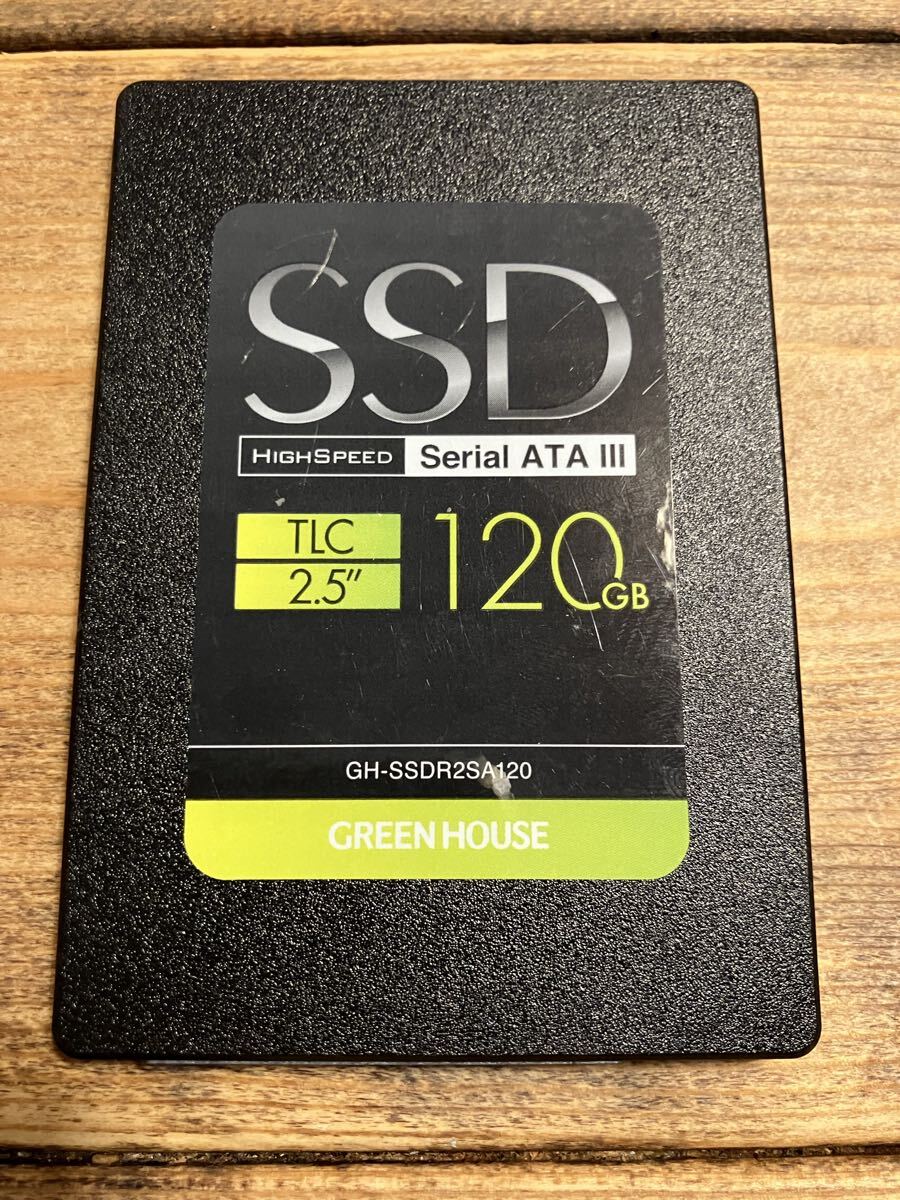 SSD
HIGHSPEED Serial ATA III
TLC
2.5"
120GB
GH-SSDR2SA120
GREEN HOUSE